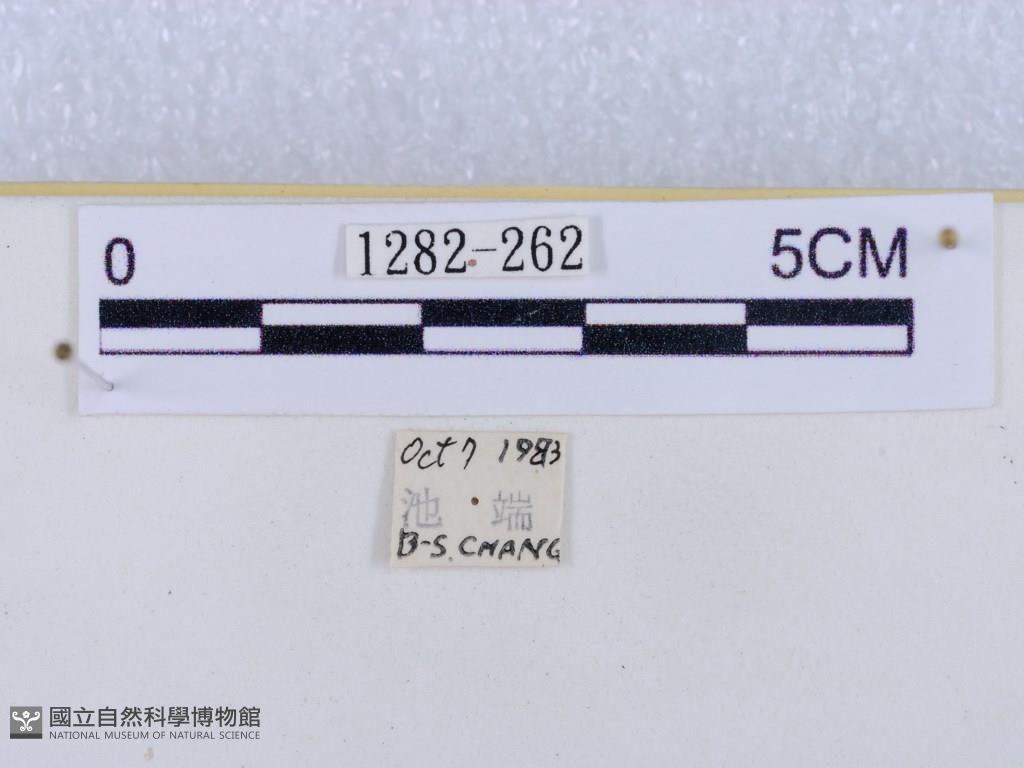 0 1282-262 5CM
Oct 7 1983
池端
B-S. CHANG
國立自然科學博物館
NATIONAL MUSEUM OF NATURAL SCIENCE